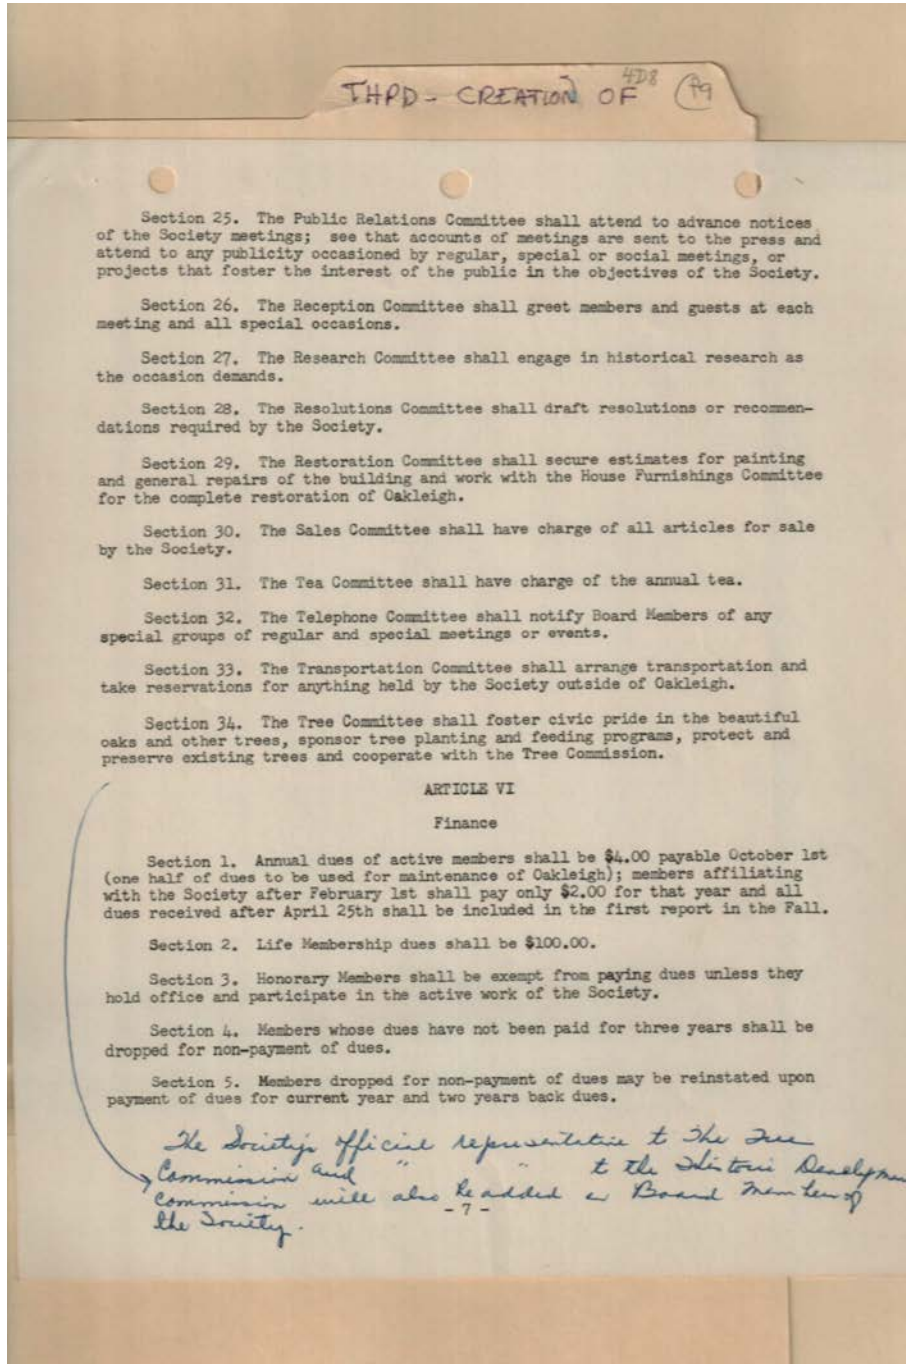 THPD - CREATION OF 4D8 P9
Section 25. The Public Relations Committee shall attend to advance notices
of the Society meetings; see that accounts of meetings are sent to the press and
attend to any publicity occasioned by regular, special or social meetings, or
projects that foster the interest of the public in the objectives of the Society.
Section 26. The Reception Committee shall greet members and guests at each
meeting and all special occasions.
Section 27. The Research Committee shall engage in historical research as
the occasion demands.
Section 28. The Resolutions Committee shall draft resolutions or recommen-
dations required by the Society.
Section 29. The Restoration Committee shall secure estimates for painting
and general repairs of the building and work with the House Furnishings Committee
for the complete restoration of Oakleigh.
Section 30. The Sales Committee shall have charge of all articles for sale
by the Society.
Section 31. The Tea Committee shall have charge of the annual tea.
Section 32. The Telephone Committee shall notify Board Members of any
special groups of regular and special meetings or events.
Section 33. The Transportation Committee shall arrange transportation and
take reservations for anything held by the Society outside of Oakleigh.
Section 34. The Tree Committee shall foster civic pride in the beautiful
oaks and other trees, sponsor tree planting and feeding programs, protect and
preserve existing trees and cooperate with the Tree Commission.
ARTICLE VI
Finance
Section 1. Annual dues of active members shall be $4.00 payable October 1st
(one half of dues to be used for maintenance of Oakleigh); members affiliating
with the Society after February 1st shall pay only $2.00 for that year and all
dues received after April 25th shall be included in the first report in the Fall.
Section 2. Life Membership dues shall be $100.00.
Section 3. Honorary Members shall be exempt from paying dues unless they
hold office and participate in the active work of the Society.
Section 4. Members whose dues have not been paid for three years shall be
dropped for non-payment of dues.
Section 5. Members dropped for non-payment of dues may be reinstated upon
payment of dues for current year and two years back dues.
The Society's official representative to The Tree
Commission and " " to the Historic Developmen
Commission will also be added as Board Member of
the Society.
- 7 -